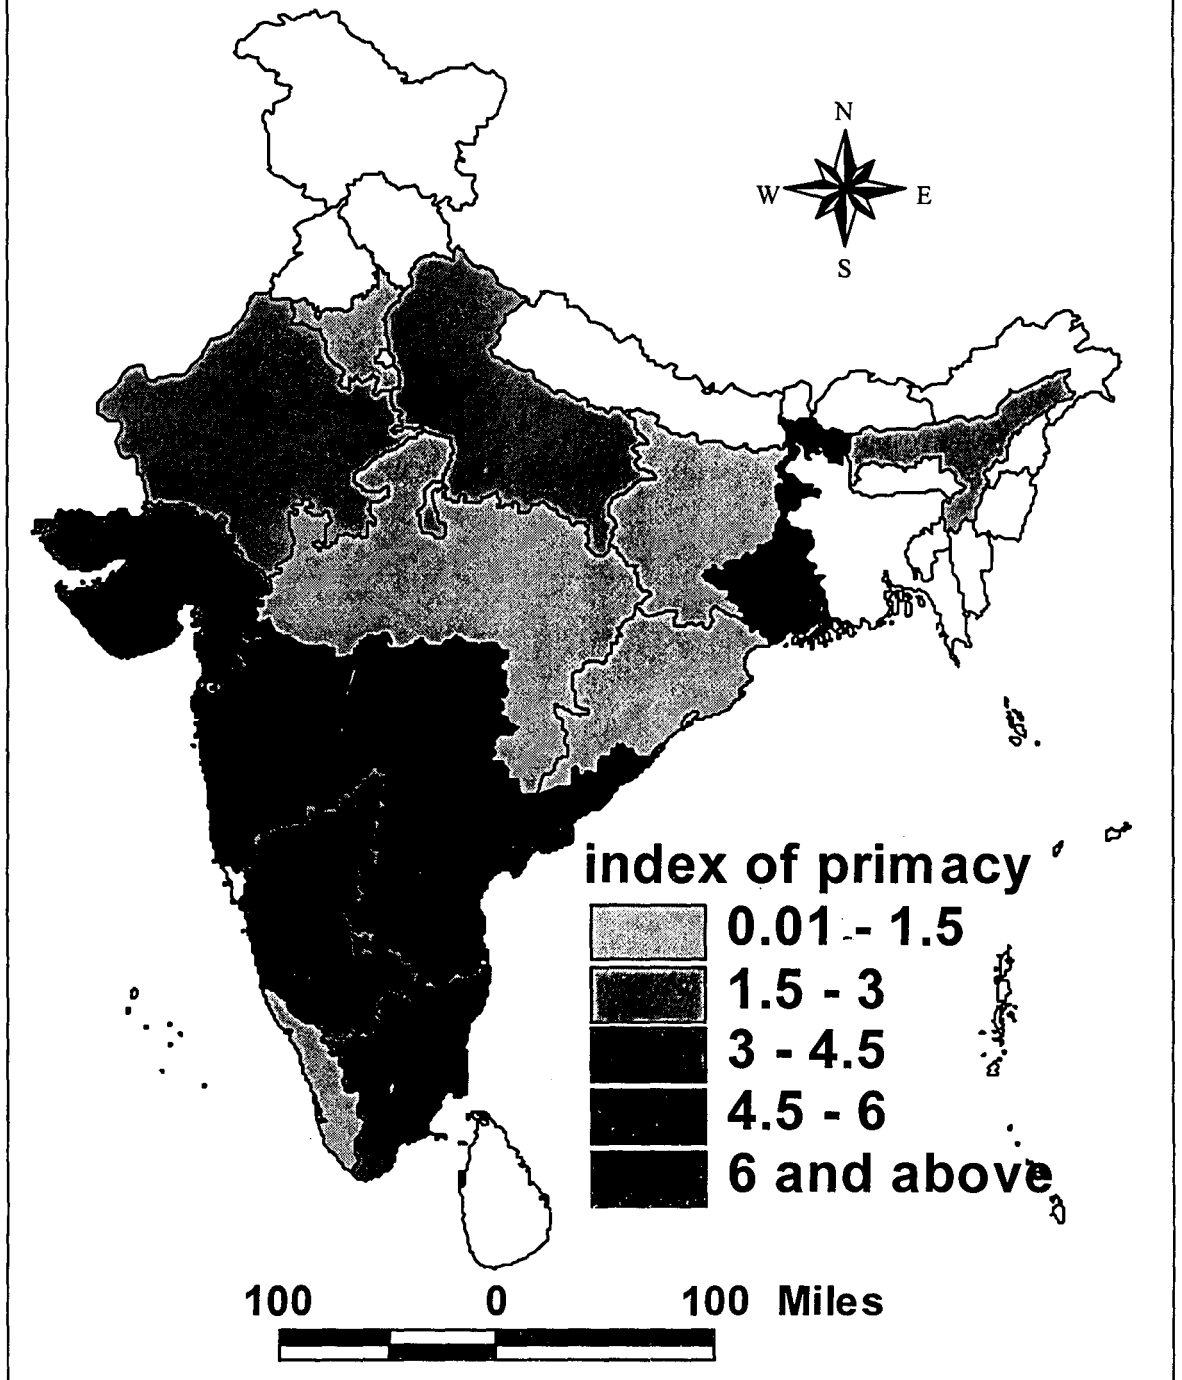 N
W E
S
index of primacy
0.01 - 1.5
1.5 - 3
3 - 4.5
4.5 - 6
6 and above
100 0 100 Miles